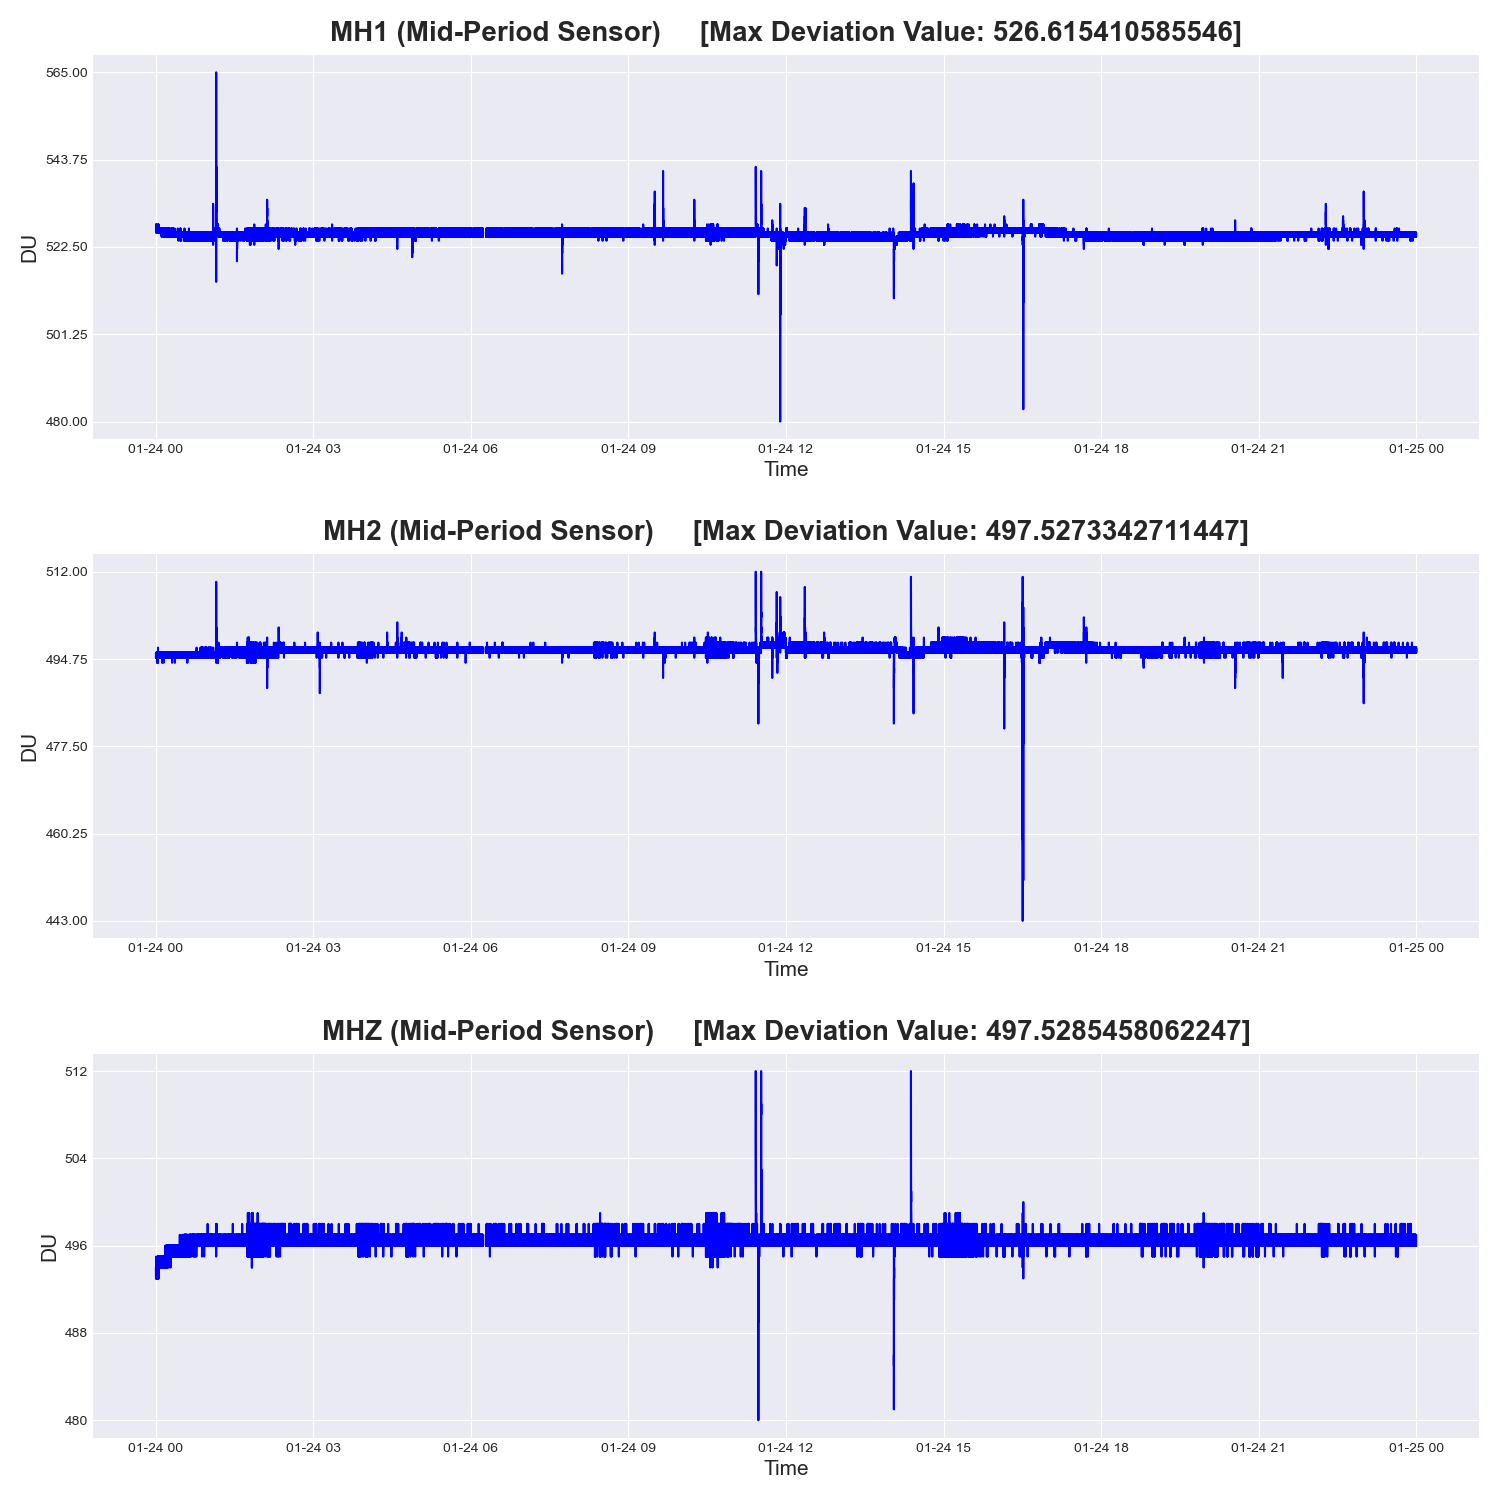 MH1 (Mid-Period Sensor) [Max Deviation Value: 526.615410585546]
565.00
543.75
522.50
501.25
480.00
DU
01-24 00 01-24 03 01-24 06 01-24 09 01-24 12 01-24 15 01-24 18 01-24 21 01-25 00
Time
MH2 (Mid-Period Sensor) [Max Deviation Value: 497.5273342711447]
512.00
494.75
477.50
460.25
443.00
DU
01-24 00 01-24 03 01-24 06 01-24 09 01-24 12 01-24 15 01-24 18 01-24 21 01-25 00
Time
MHZ (Mid-Period Sensor) [Max Deviation Value: 497.5285458062247]
512
504
496
488
480
DU
01-24 00 01-24 03 01-24 06 01-24 09 01-24 12 01-24 15 01-24 18 01-24 21 01-25 00
Time